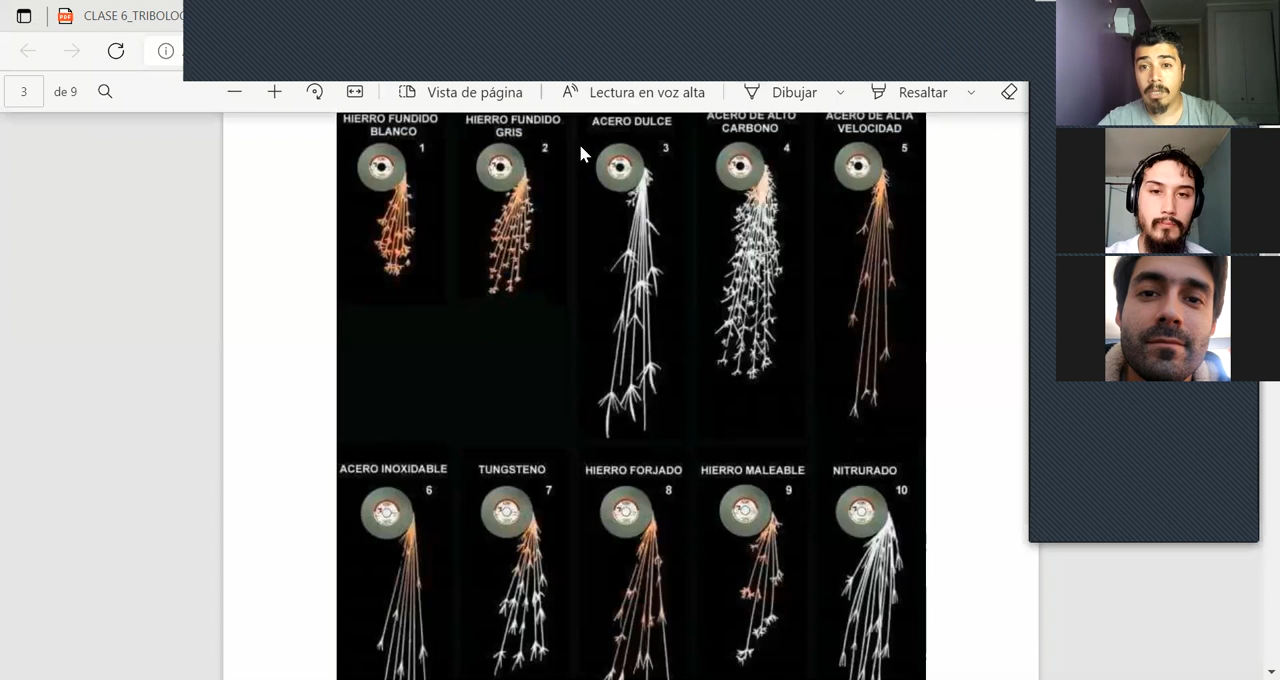 CLASE 6_TRIBOLOG
3 de 9
Vista de página
Lectura en voz alta
Dibujar
Resaltar
HIERRO FUNDIDO
BLANCO
1
HIERRO FUNDIDO
GRIS
2
ACERO DULCE
3
ACERO DE ALTO
CARBONO
4
ACERO DE ALTA
VELOCIDAD
5
ACERO INOXIDABLE
6
TUNGSTENO
7
HIERRO FORJADO
8
HIERRO MALEABLE
9
NITRURADO
10